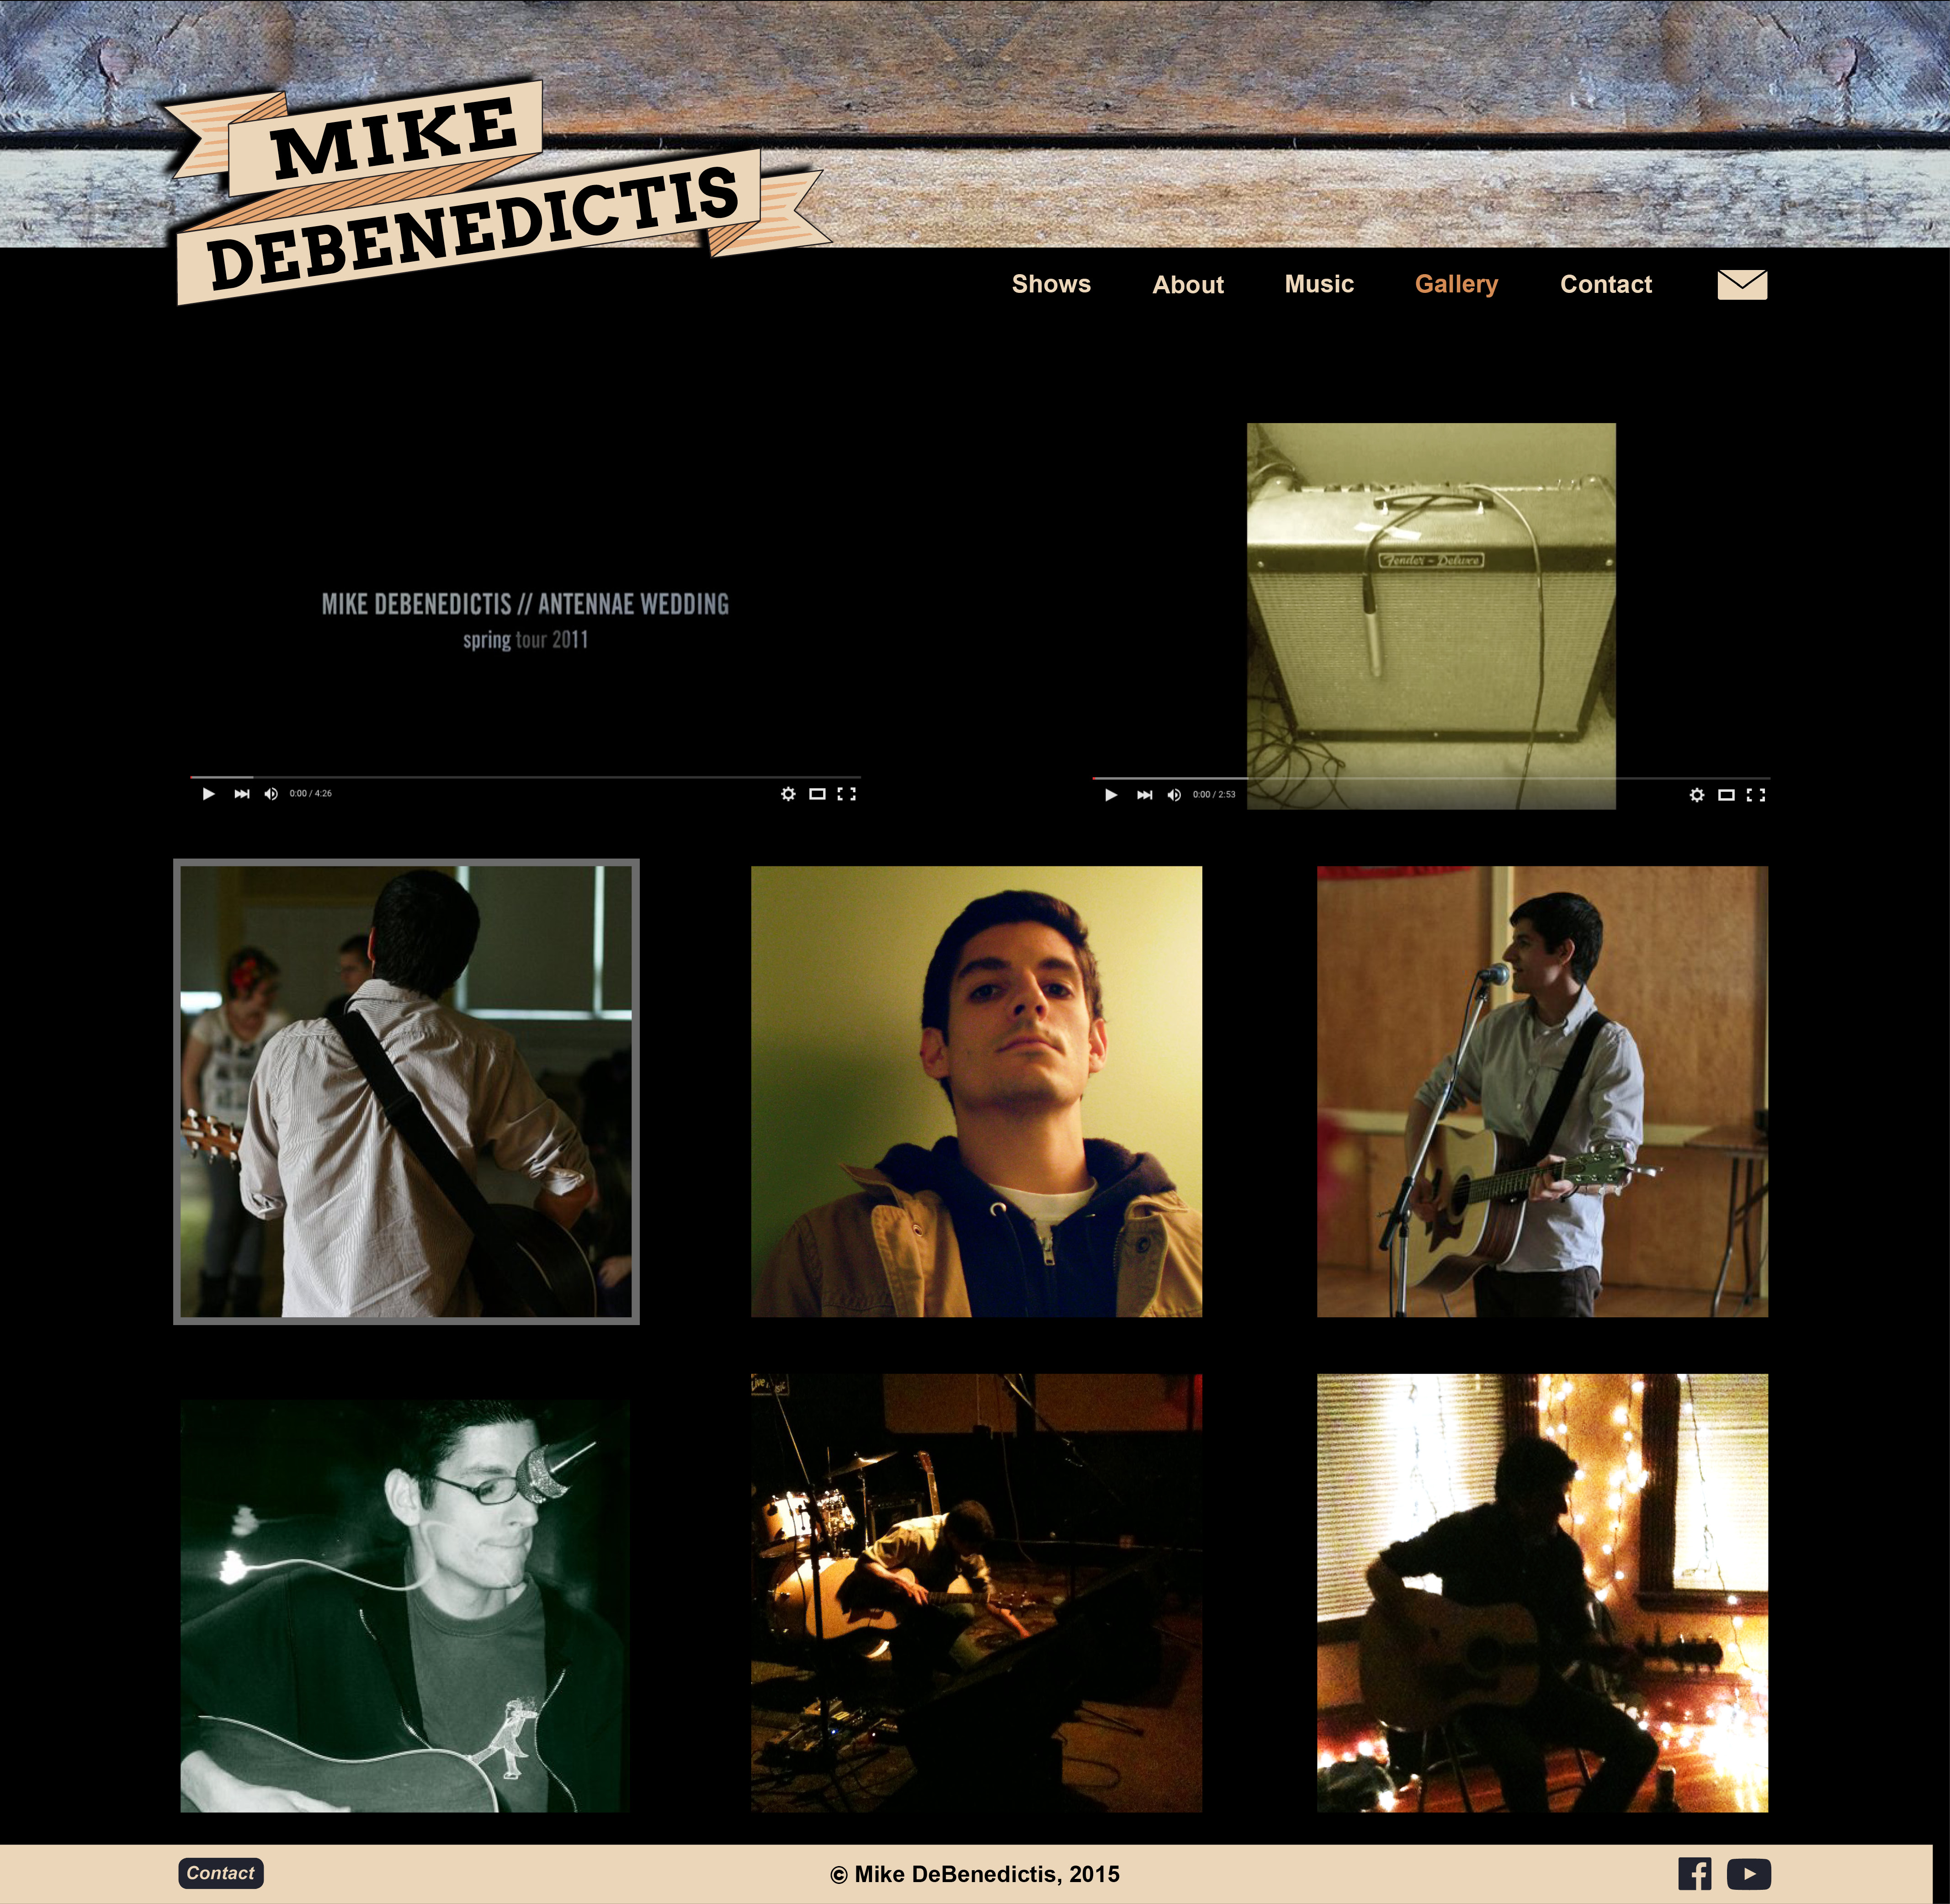 MIKE
DEBENEDICTIS
Shows About Music Gallery Contact
MIKE DEBENEDICTIS // ANTENNAE WEDDING
spring tour 2011
Fender - Deluxe
0:00 / 4:26
0:00 / 2:53
Live
Contact
© Mike DeBenedictis, 2015